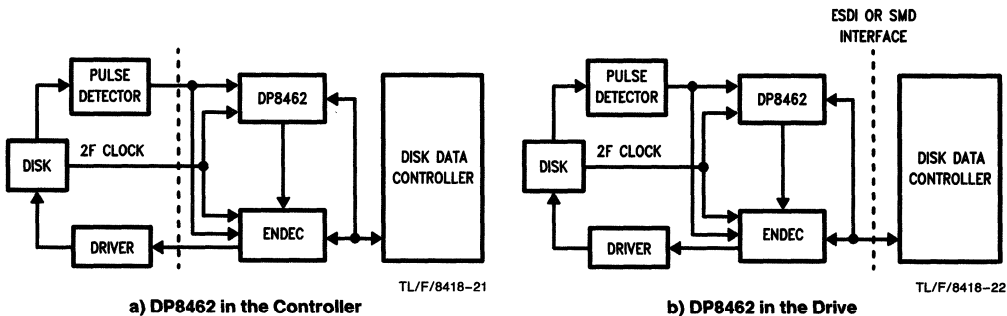 PULSE
DETECTOR
DP8462
DISK
2F CLOCK
DISK DATA
CONTROLLER
DRIVER
ENDEC
TL/F/8418-21
a) DP8462 in the Controller
ESDI OR SMD
INTERFACE
PULSE
DETECTOR
DP8462
DISK
2F CLOCK
DISK DATA
CONTROLLER
DRIVER
ENDEC
TL/F/8418-22
b) DP8462 in the Drive